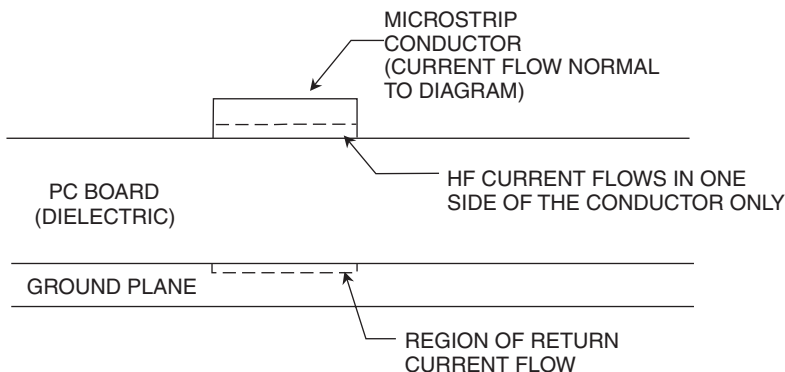 MICROSTRIP
CONDUCTOR
(CURRENT FLOW NORMAL
TO DIAGRAM)
HF CURRENT FLOWS IN ONE
SIDE OF THE CONDUCTOR ONLY
PC BOARD
(DIELECTRIC)
GROUND PLANE
REGION OF RETURN
CURRENT FLOW